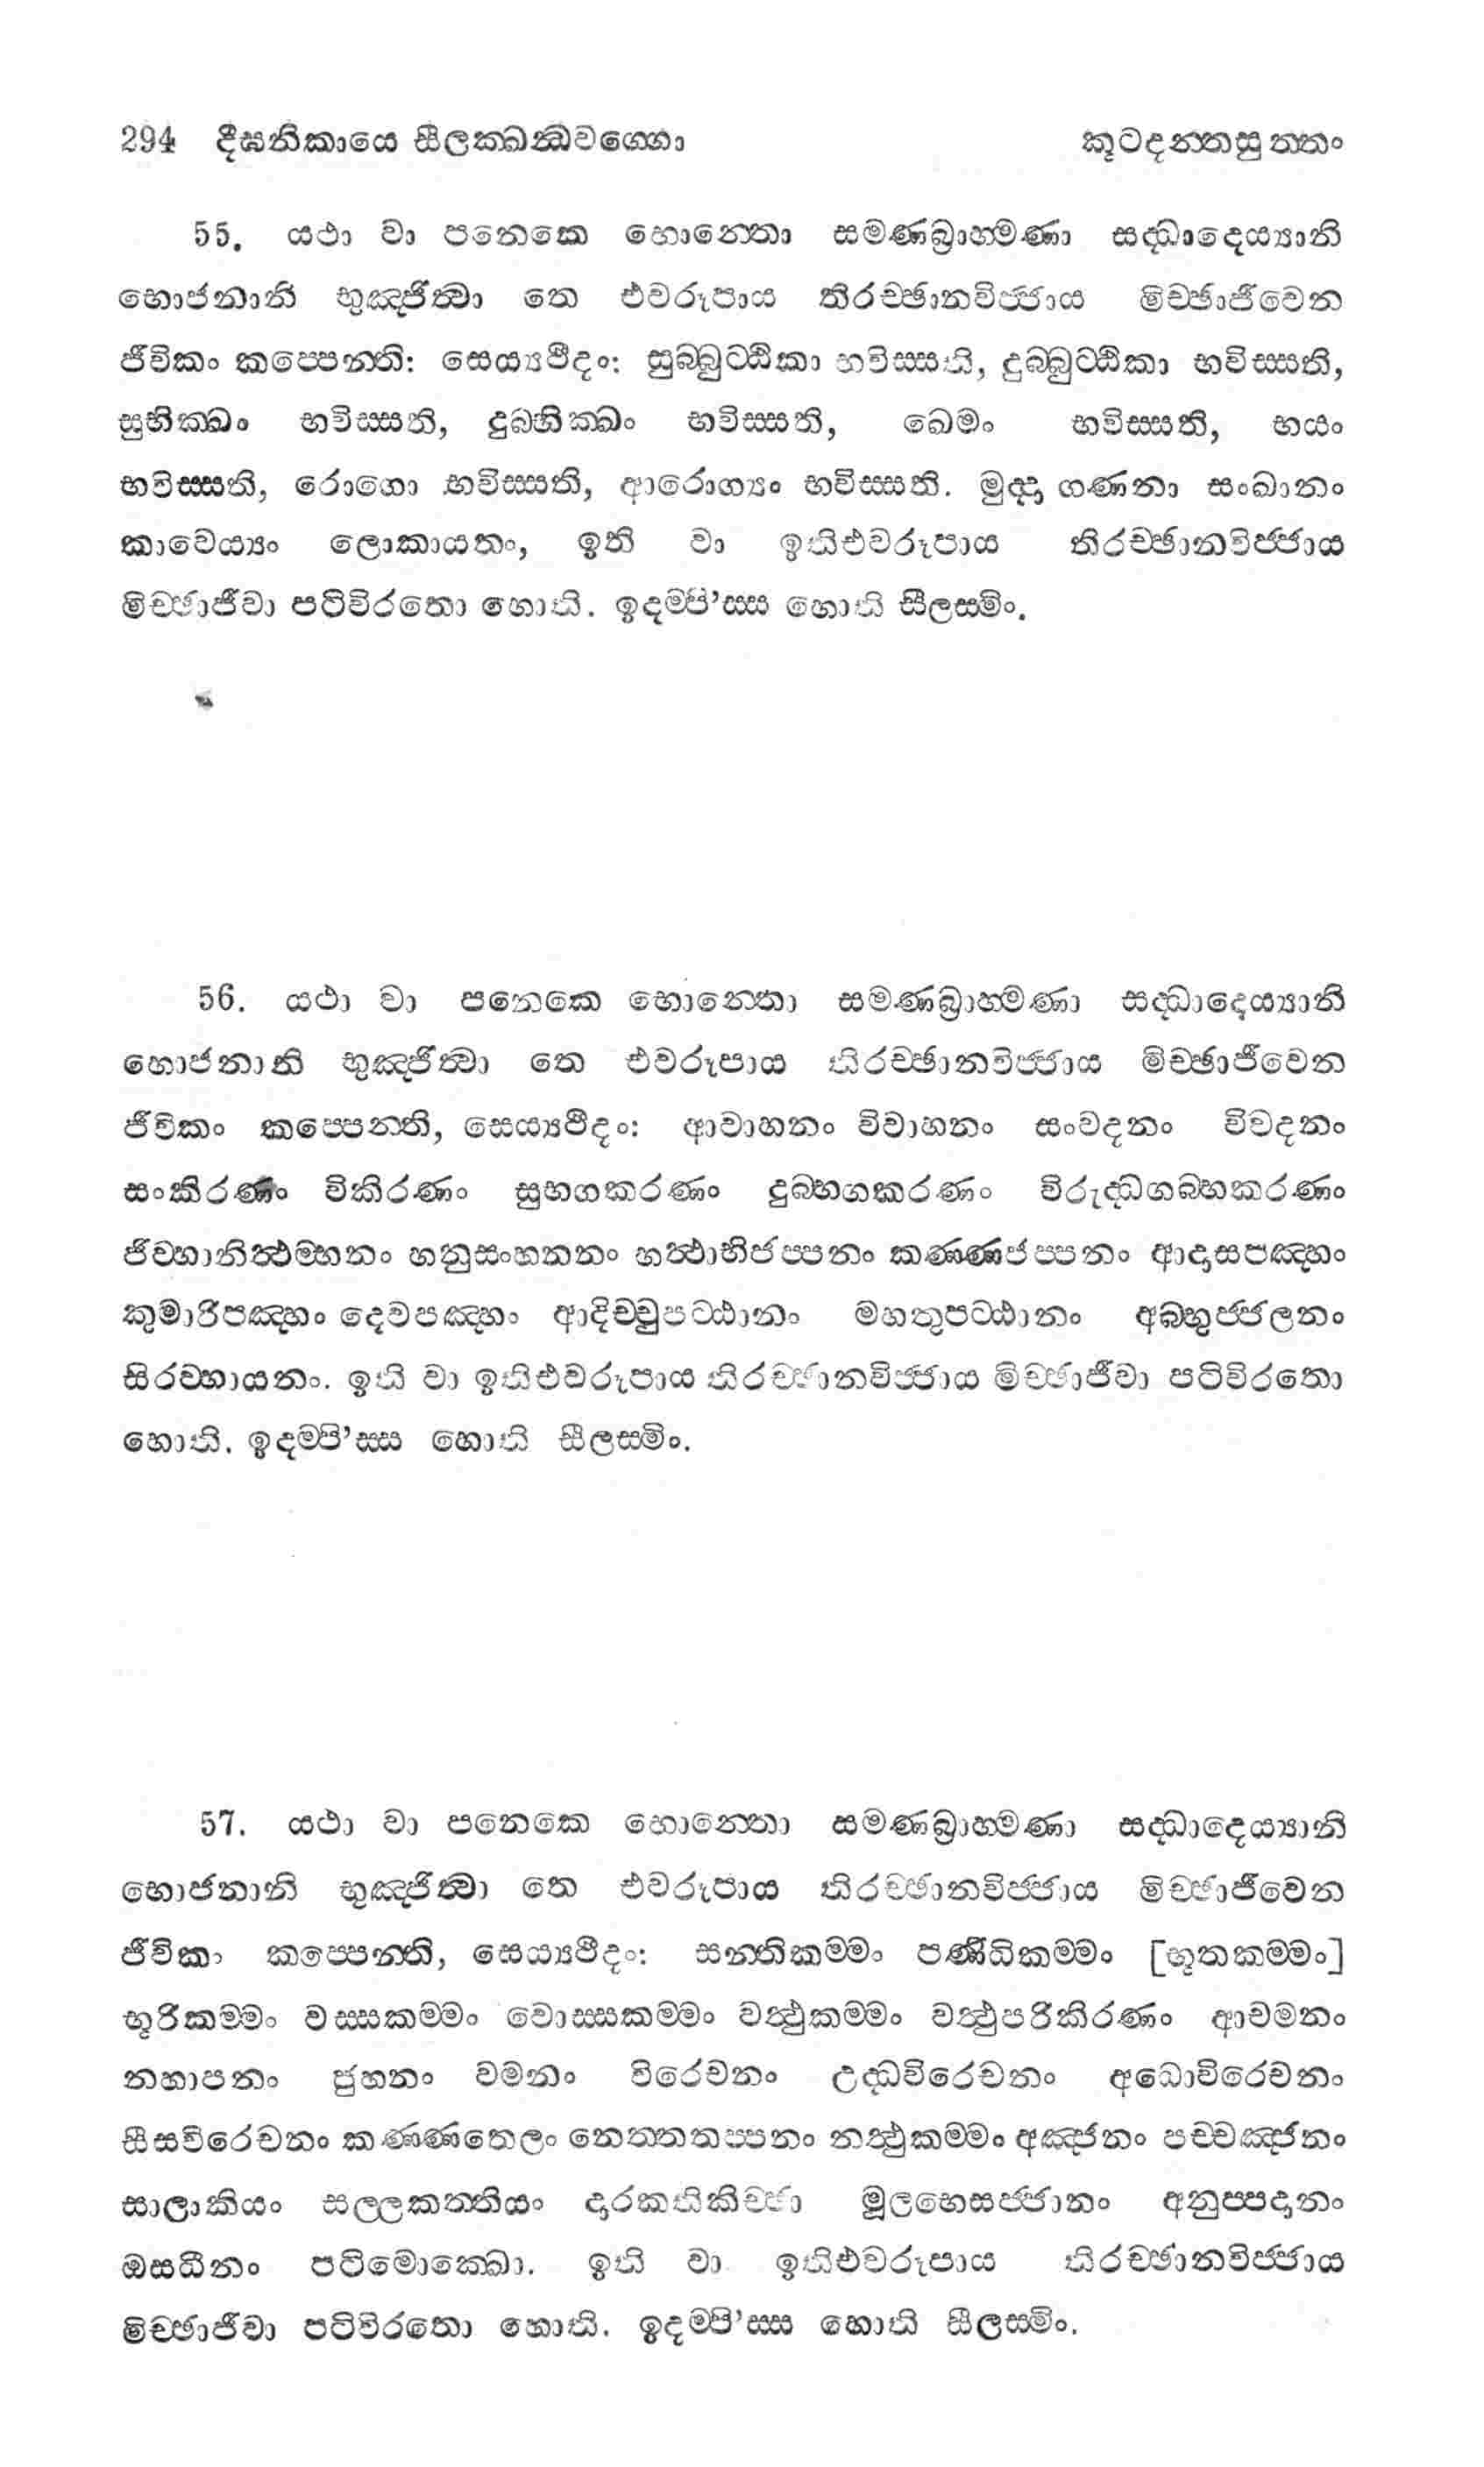 294 දීඝනිකායෙ සීලක්ඛන්ධවග්ගො කූටදන්තසුත්තං
55. යථා වා පනෙකෙ භොන්තො සමණබ්‍රාහ්මණා සද්ධාදෙය්‍යානි
භොජනානි භුඤ්ජිත්වා තෙ එවරූපාය තිරච්ඡානවිජ්ජාය මිච්ඡාජීවෙන
ජීවිකං කප්පෙන්ති: සෙය්‍යථීදං: සුබ්බුට්ඨිකා භවිස්සති, දුබ්බුට්ඨිකා භවිස්සති,
සුභික්ඛං භවිස්සති, දුබ්භික්ඛං භවිස්සති, ඛෙමං භවිස්සති, භයං
භවිස්සති, රොගො භවිස්සති, ආරොග්‍යං භවිස්සති. මුද්දා ගණනා සංඛානං
කාවෙය්‍යං ලොකායතං, ඉති වා ඉතිඑවරූපාය තිරච්ඡානවිජ්ජාය
මිච්ඡාජීවා පටිවිරතො හොති. ඉදම්පි’ස්ස හොති සීලස්මිං.
56. යථා වා පනෙකෙ භොන්තො සමණබ්‍රාහ්මණා සද්ධාදෙය්‍යානි
භොජනානි භුඤ්ජිත්වා තෙ එවරූපාය තිරච්ඡානවිජ්ජාය මිච්ඡාජීවෙන
ජීවිකං කප්පෙන්ති, සෙය්‍යථීදං: ආවාහනං විවාහනං සංවදනං විවදනං
සංකිරණං විකිරණං සුභගකරණං දුබ්භගකරණං විරුද්ධගබ්භකරණං
ජිව්හානිත්ථම්භනං හනුසංහනනං හත්ථාභිජප්පනං කණ්ණජප්පනං ආදාසපඤ්හං
කුමාරිපඤ්හං දෙවපඤ්හං ආදිච්චුපට්ඨානං මහතුපට්ඨානං අබ්භුජ්ජලනං
සිරව්හායනං. ඉති වා ඉතිඑවරූපාය තිරච්ඡානවිජ්ජාය මිච්ඡාජීවා පටිවිරතො
හොති. ඉදම්පි’ස්ස හොති සීලස්මිං.
57. යථා වා පනෙකෙ භොන්තො සමණබ්‍රාහ්මණා සද්ධාදෙය්‍යානි
භොජනානි භුඤ්ජිත්වා තෙ එවරූපාය තිරච්ඡානවිජ්ජාය මිච්ඡාජීවෙන
ජීවිකං කප්පෙන්ති, සෙය්‍යථීදං: සන්තිකම්මං පණිධිකම්මං [භූතකම්මං]
භූරිකම්මං වස්සකම්මං වොස්සකම්මං වත්ථුකම්මං වත්ථුපරිකිරණං ආචමනං
නහාපනං ජුහනං වමනං විරෙචනං උද්ධවිරෙචනං අධොවිරෙචනං
සීසවිරෙචනං කණ්ණතෙලං නෙත්තතප්පනං නත්ථුකම්මං අඤ්ජනං පච්චඤ්ජනං
සාලාකියං සල්ලකත්තියං දාරකතිකිච්ඡා මූලභෙසජ්ජානං අනුප්පදානං
ඔසධීනං පටිමොක්ඛො. ඉති වා ඉතිඑවරූපාය තිරච්ඡානවිජ්ජාය
මිච්ඡාජීවා පටිවිරතො හොති. ඉදම්පි’ස්ස හොති සීලස්මිං.